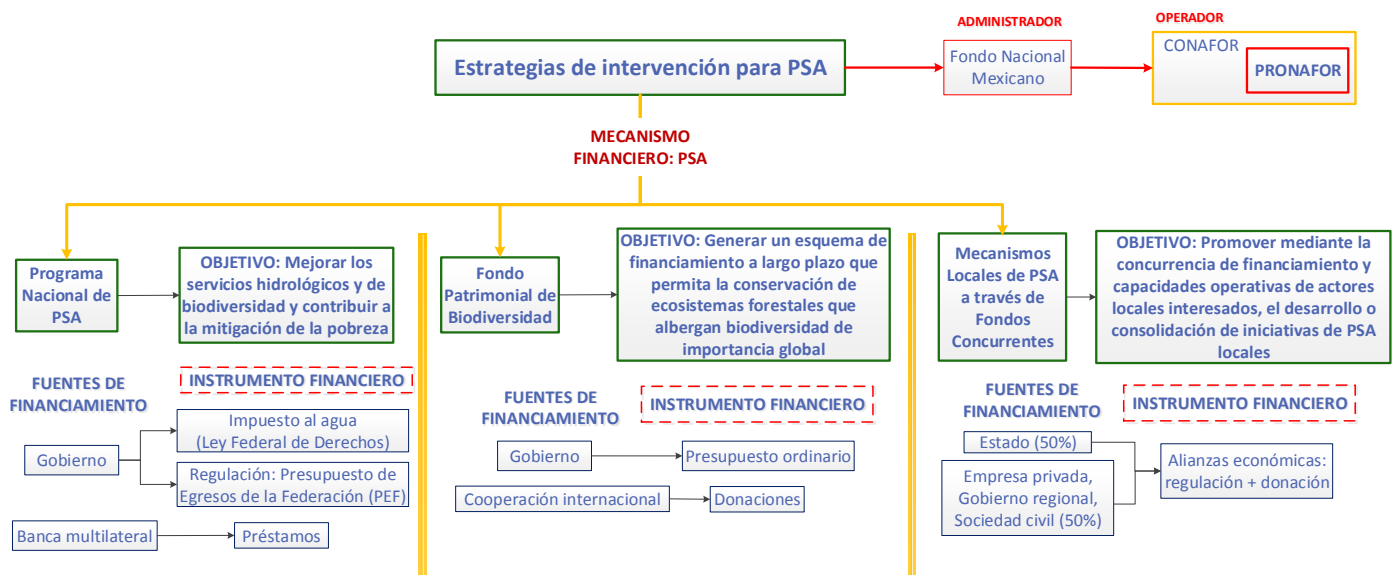 ADMINISTRADOR
OPERADOR
Estrategias de intervención para PSA
Fondo Nacional
Mexicano
CONAFOR
PRONAFOR
MECANISMO
FINANCIERO: PSA
Programa
Nacional de
PSA
OBJETIVO: Mejorar los
servicios hidrológicos y de
biodiversidad y contribuir a
la mitigación de la pobreza
FUENTES DE
FINANCIAMIENTO
INSTRUMENTO FINANCIERO
Gobierno
Impuesto al agua
(Ley Federal de Derechos)
Regulación: Presupuesto de
Egresos de la Federación (PEF)
Banca multilateral
Préstamos
Fondo
Patrimonial de
Biodiversidad
OBJETIVO: Generar un esquema de
financiamiento a largo plazo que
permita la conservación de
ecosistemas forestales que
albergan biodiversidad de
importancia global
FUENTES DE
FINANCIAMIENTO
INSTRUMENTO FINANCIERO
Gobierno
Presupuesto ordinario
Cooperación internacional
Donaciones
Mecanismos
Locales de PSA
a través de
Fondos
Concurrentes
OBJETIVO: Promover mediante la
concurrencia de financiamiento y
capacidades operativas de actores
locales interesados, el desarrollo o
consolidación de iniciativas de PSA
locales
FUENTES DE
FINANCIAMIENTO
INSTRUMENTO FINANCIERO
Estado (50%)
Empresa privada,
Gobierno regional,
Sociedad civil (50%)
Alianzas económicas:
regulación + donación